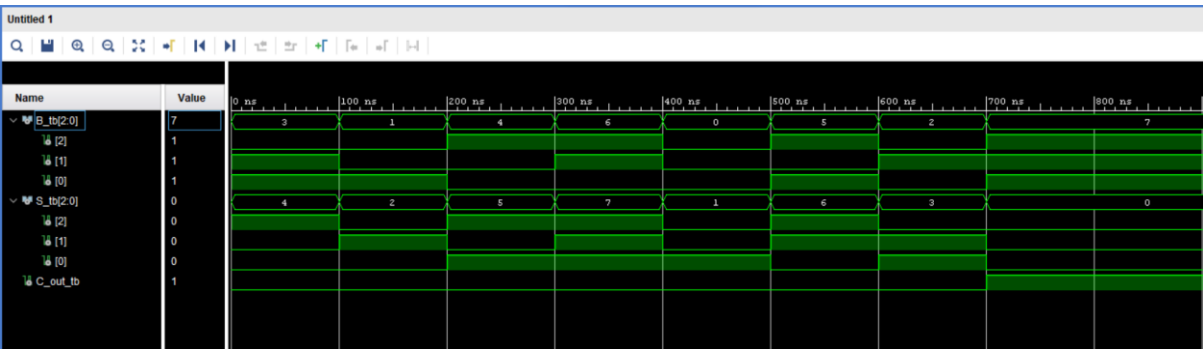 Untitled 1
Name Value
0 ns 100 ns 200 ns 300 ns 400 ns 500 ns 600 ns 700 ns 800 ns
B_tb[2:0] 7 3 1 4 6 0 5 2 7
[2] 1
[1] 1
[0] 1
S_tb[2:0] 0 4 2 5 7 1 6 3 0
[2] 0
[1] 0
[0] 0
C_out_tb 1